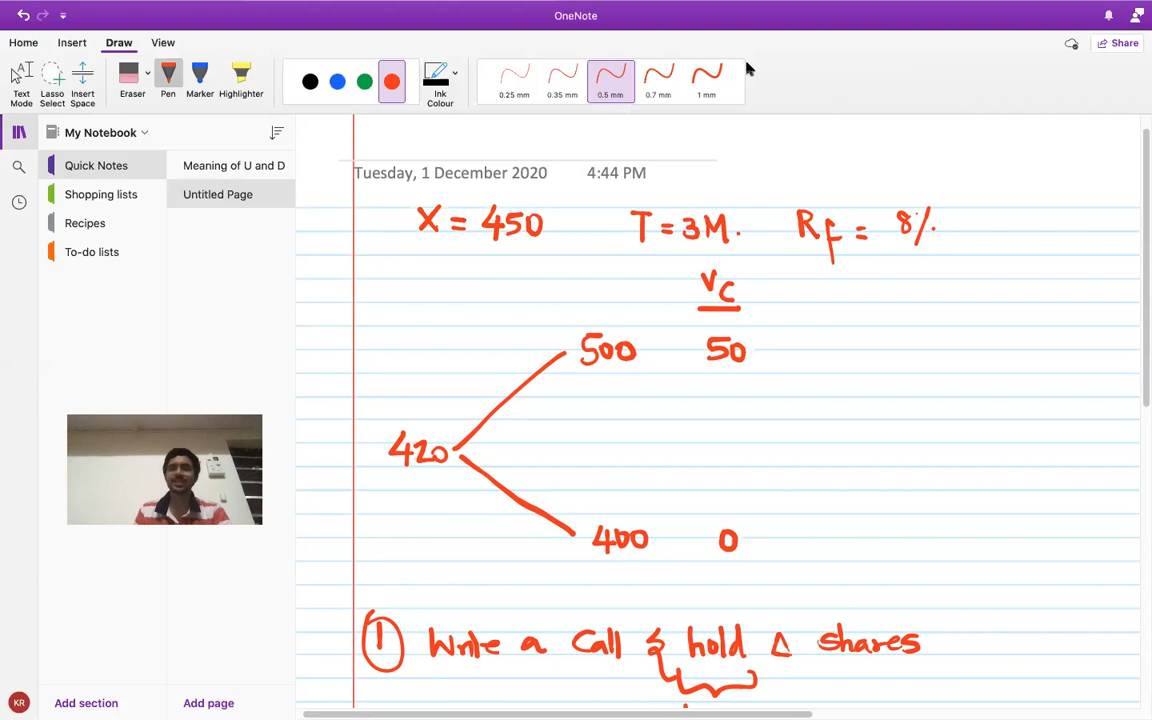 OneNote
Home Insert Draw View
Share
Text Mode
Lasso Select
Insert Space
Eraser
Pen
Marker
Highlighter
Ink Colour
0.25 mm
0.35 mm
0.5 mm
0.7 mm
1 mm
My Notebook
Quick Notes
Shopping lists
Recipes
To-do lists
Meaning of U and D
Untitled Page
Tuesday, 1 December 2020 4:44 PM
X = 450 T = 3M. Rf = 8%
Vc
500 50
420
400 0
1 Write a Call & hold Δ shares
KR
Add section
Add page